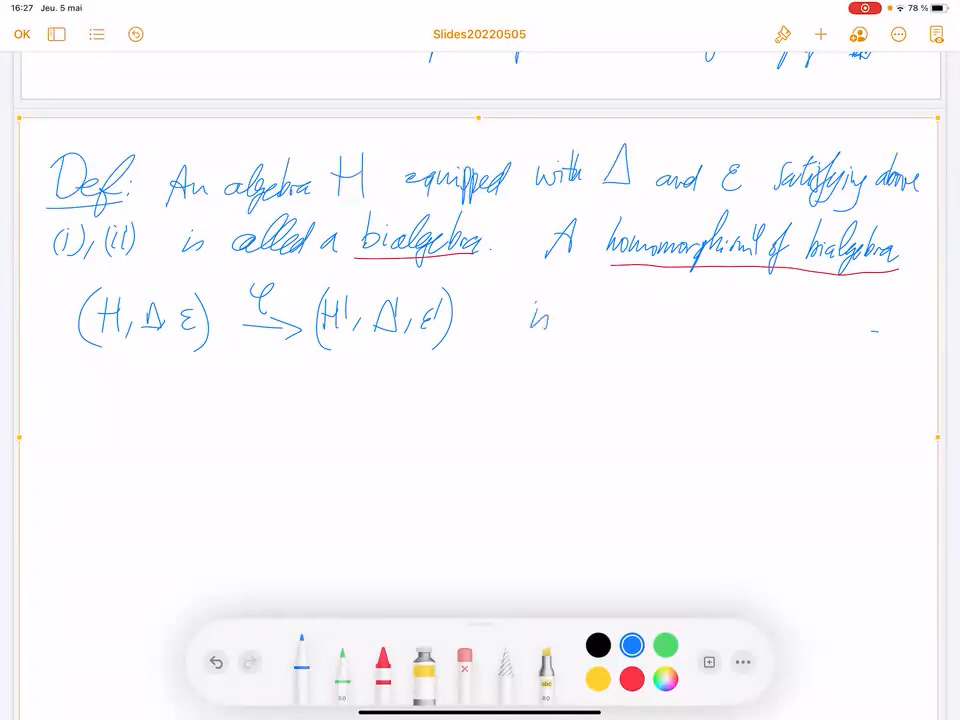 16:27 Jeu. 5 mai
78 %
OK
Slides20220505
Def: An algebra H equipped with Δ and ε satisfying above
(i), (ii) is called a bialgebra. A homomorphism of bialgebra
(H, Δ ε) φ→ (H', Δ', ε') is